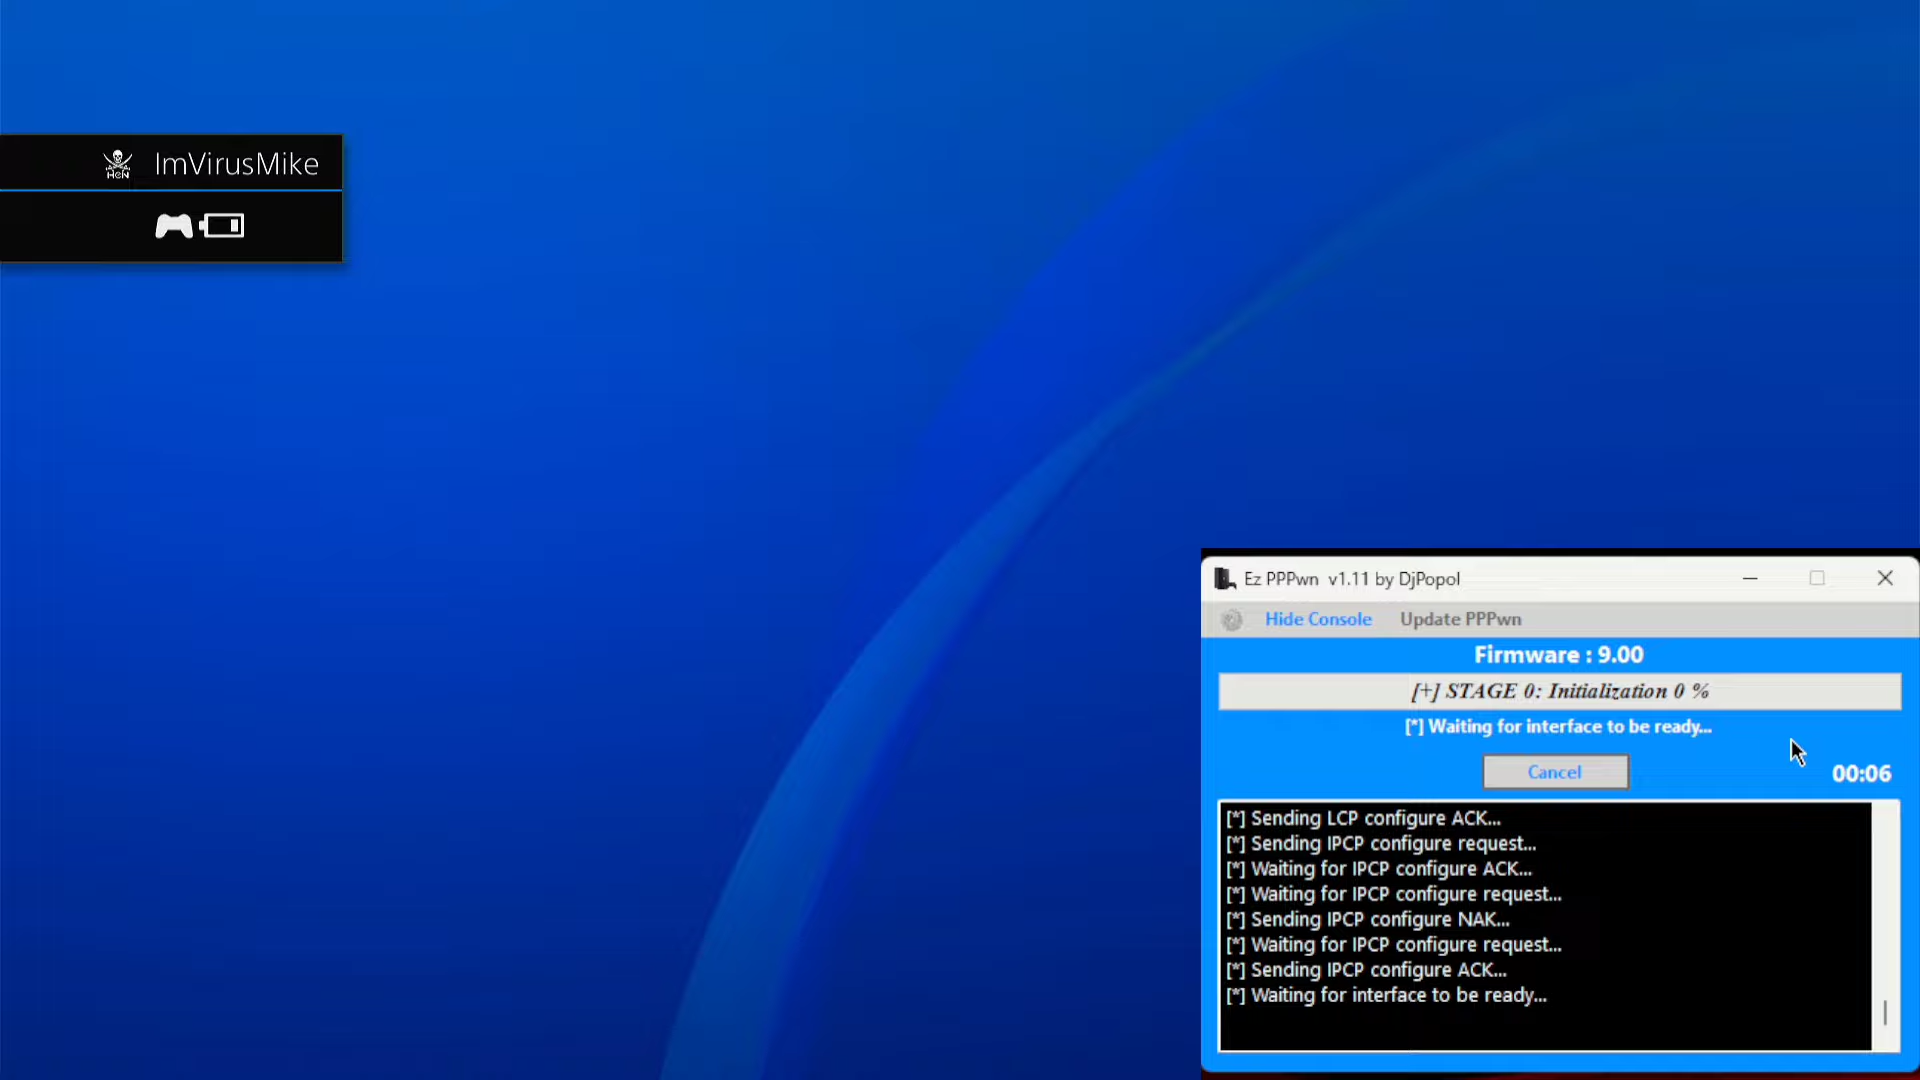 HEN
ImVirusMike
Ez PPPwn v1.11 by DjPopol
Hide Console Update PPPwn
Firmware : 9.00
[+] STAGE 0: Initialization 0 %
[*] Waiting for interface to be ready...
Cancel
00:06
[*] Sending LCP configure ACK...
[*] Sending IPCP configure request...
[*] Waiting for IPCP configure ACK...
[*] Waiting for IPCP configure request...
[*] Sending IPCP configure NAK...
[*] Waiting for IPCP configure request...
[*] Sending IPCP configure ACK...
[*] Waiting for interface to be ready...